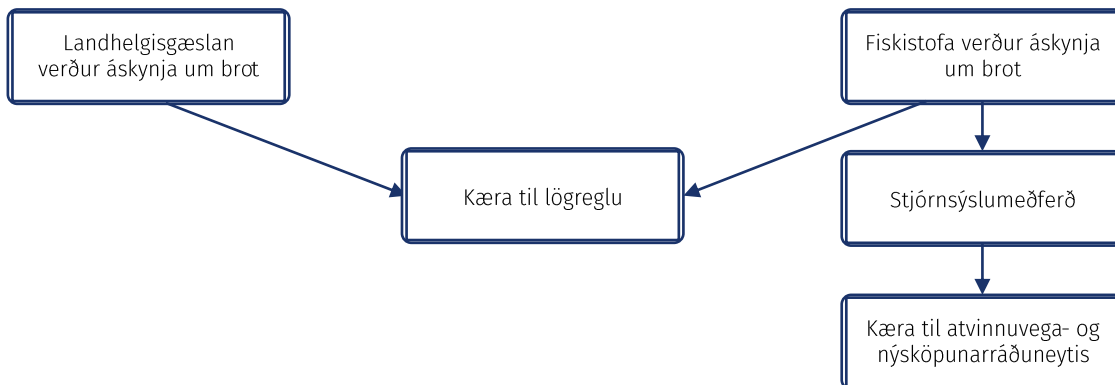 Landhelgisgæslan
verður áskynja um brot
Fiskistofa verður áskynja
um brot
Kæra til lögreglu
Stjórnsýslumeðferð
Kæra til atvinnuvega- og
nýsköpunarráðuneytis